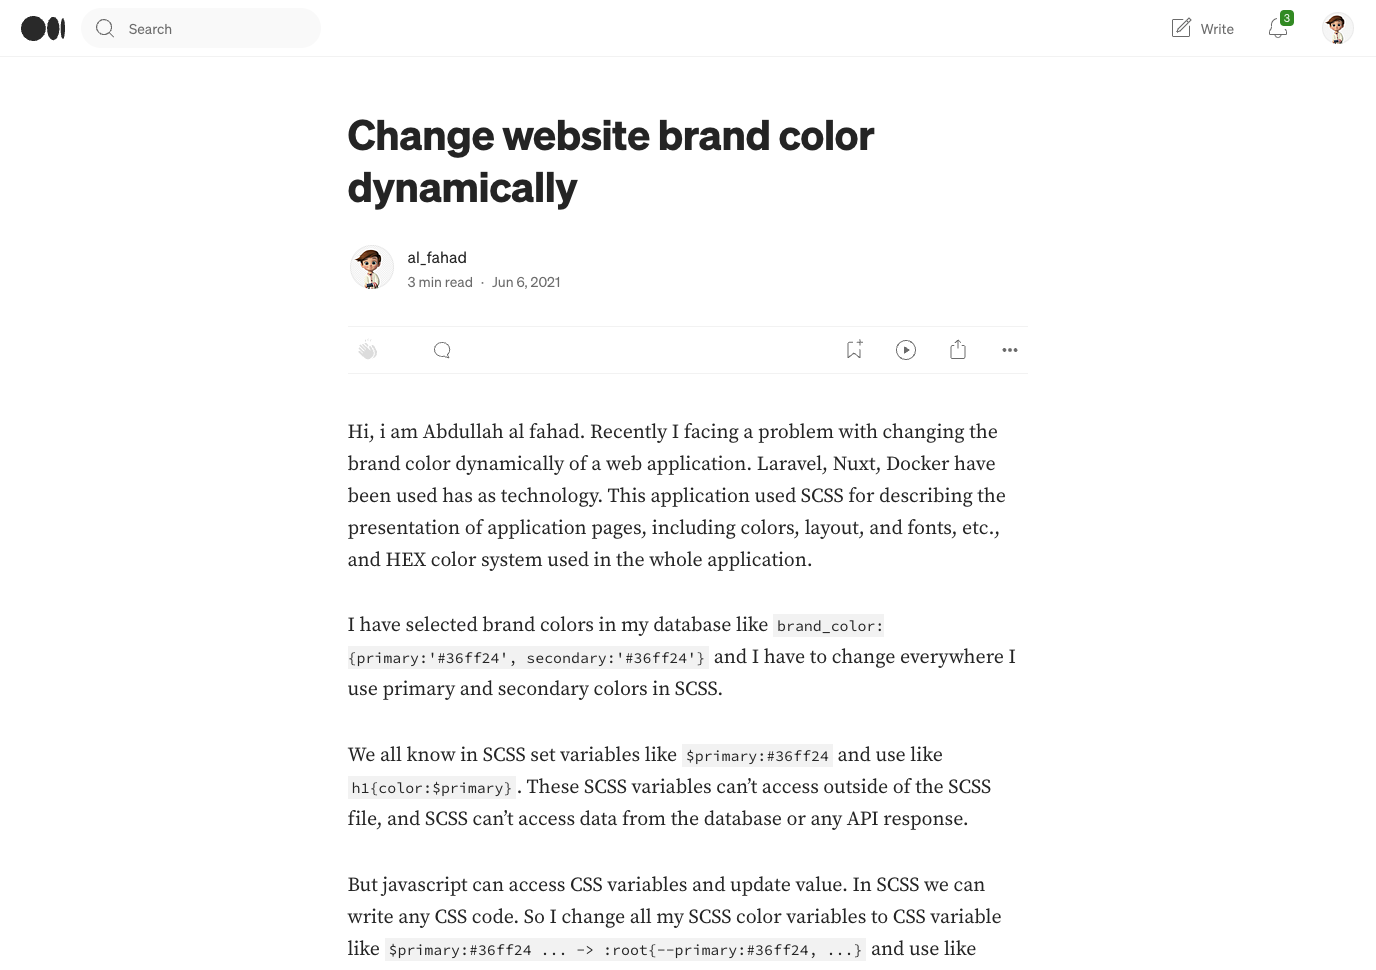 Search
Write
3
Change website brand color
dynamically
al_fahad
3 min read · Jun 6, 2021
Hi, i am Abdullah al fahad. Recently I facing a problem with changing the
brand color dynamically of a web application. Laravel, Nuxt, Docker have
been used has as technology. This application used SCSS for describing the
presentation of application pages, including colors, layout, and fonts, etc.,
and HEX color system used in the whole application.
I have selected brand colors in my database like brand_color:
{primary:'#36ff24', secondary:'#36ff24'} and I have to change everywhere I
use primary and secondary colors in SCSS.
We all know in SCSS set variables like $primary:#36ff24 and use like
h1{color:$primary}. These SCSS variables can’t access outside of the SCSS
file, and SCSS can’t access data from the database or any API response.
But javascript can access CSS variables and update value. In SCSS we can
write any CSS code. So I change all my SCSS color variables to CSS variable
like $primary:#36ff24 ... -> :root{--primary:#36ff24, ...} and use like